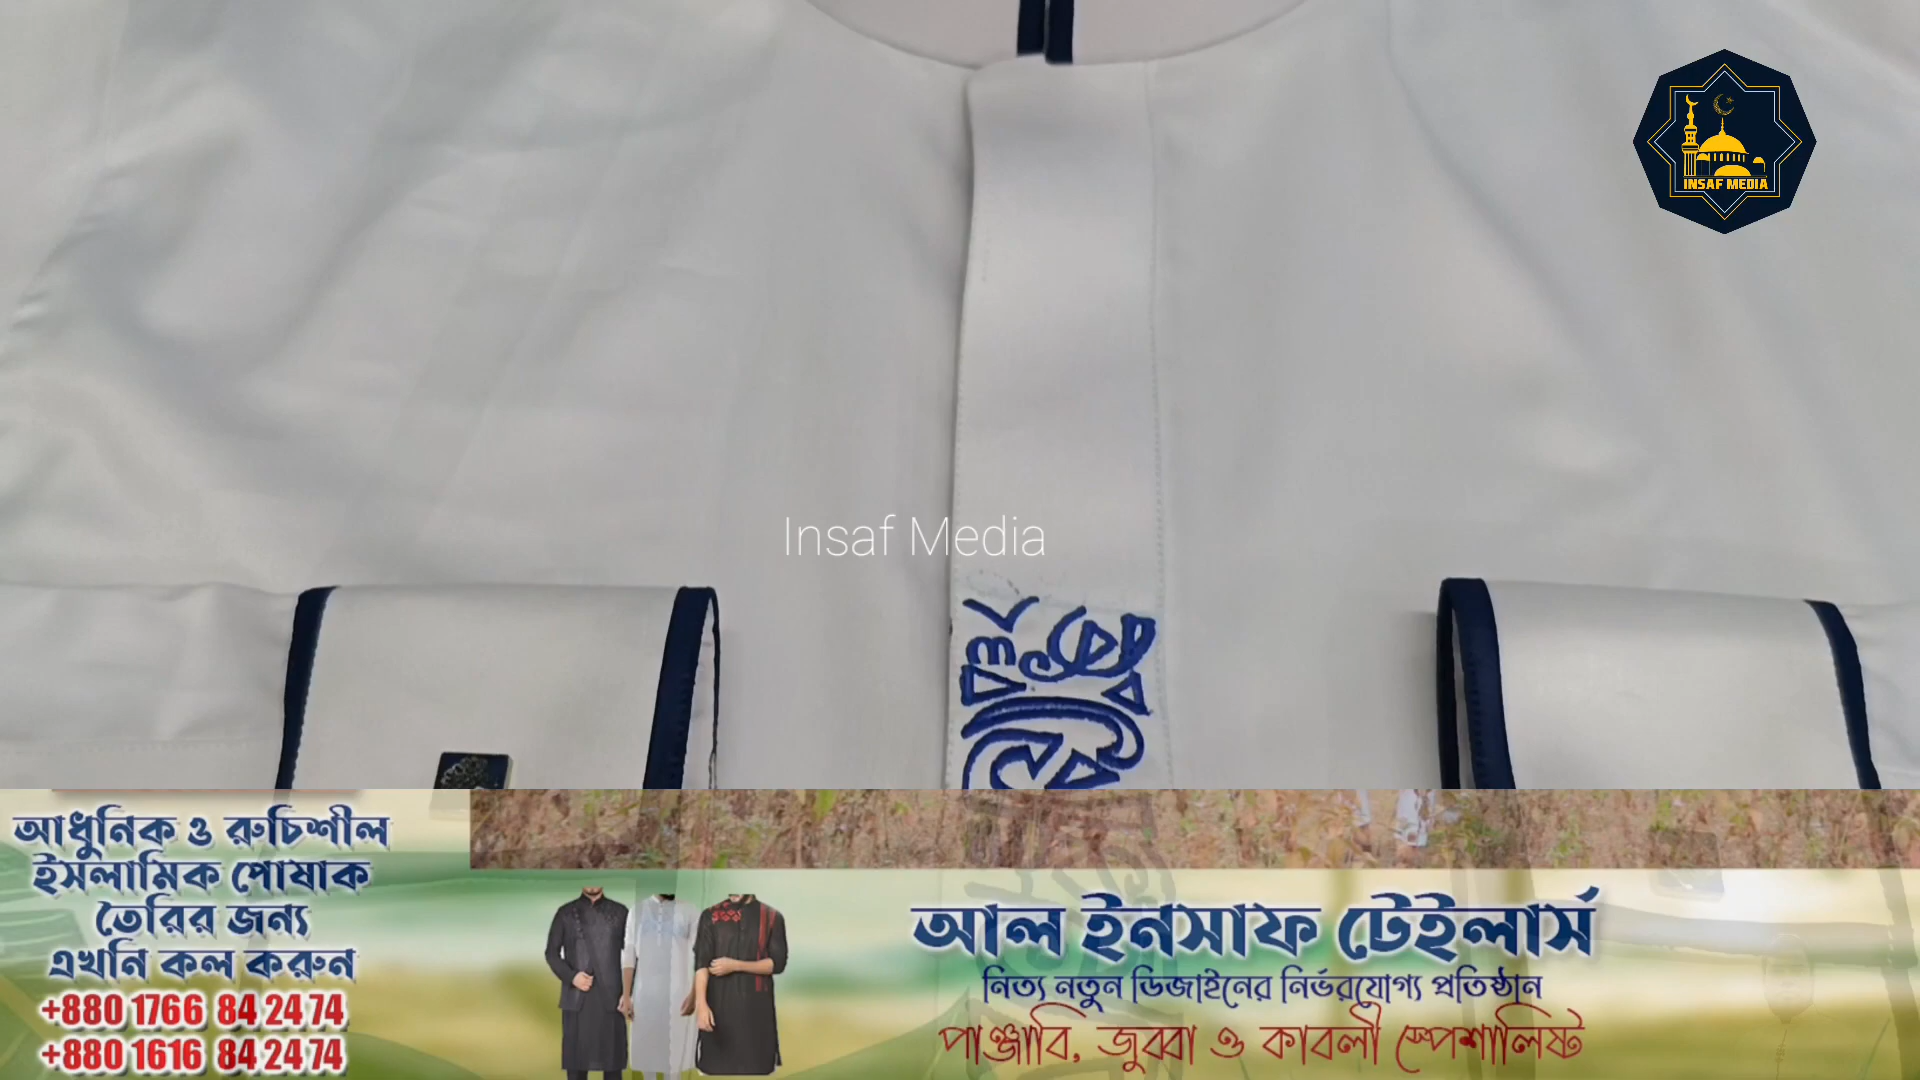 INSAF MEDIA
Insaf Media
আধুনিক ও রুচিশীল
ইসলামিক পোষাক
তৈরির জন্য
এখনি কল করুন
+880 1766 84 24 74
+880 1616 84 24 74
আল ইনসাফ টেইলার্স
নিত্য নতুন ডিজাইনের নির্ভরযোগ্য প্রতিষ্ঠান
পাঞ্জাবি, জুব্বা ও কাবলী স্পেশালিষ্ট